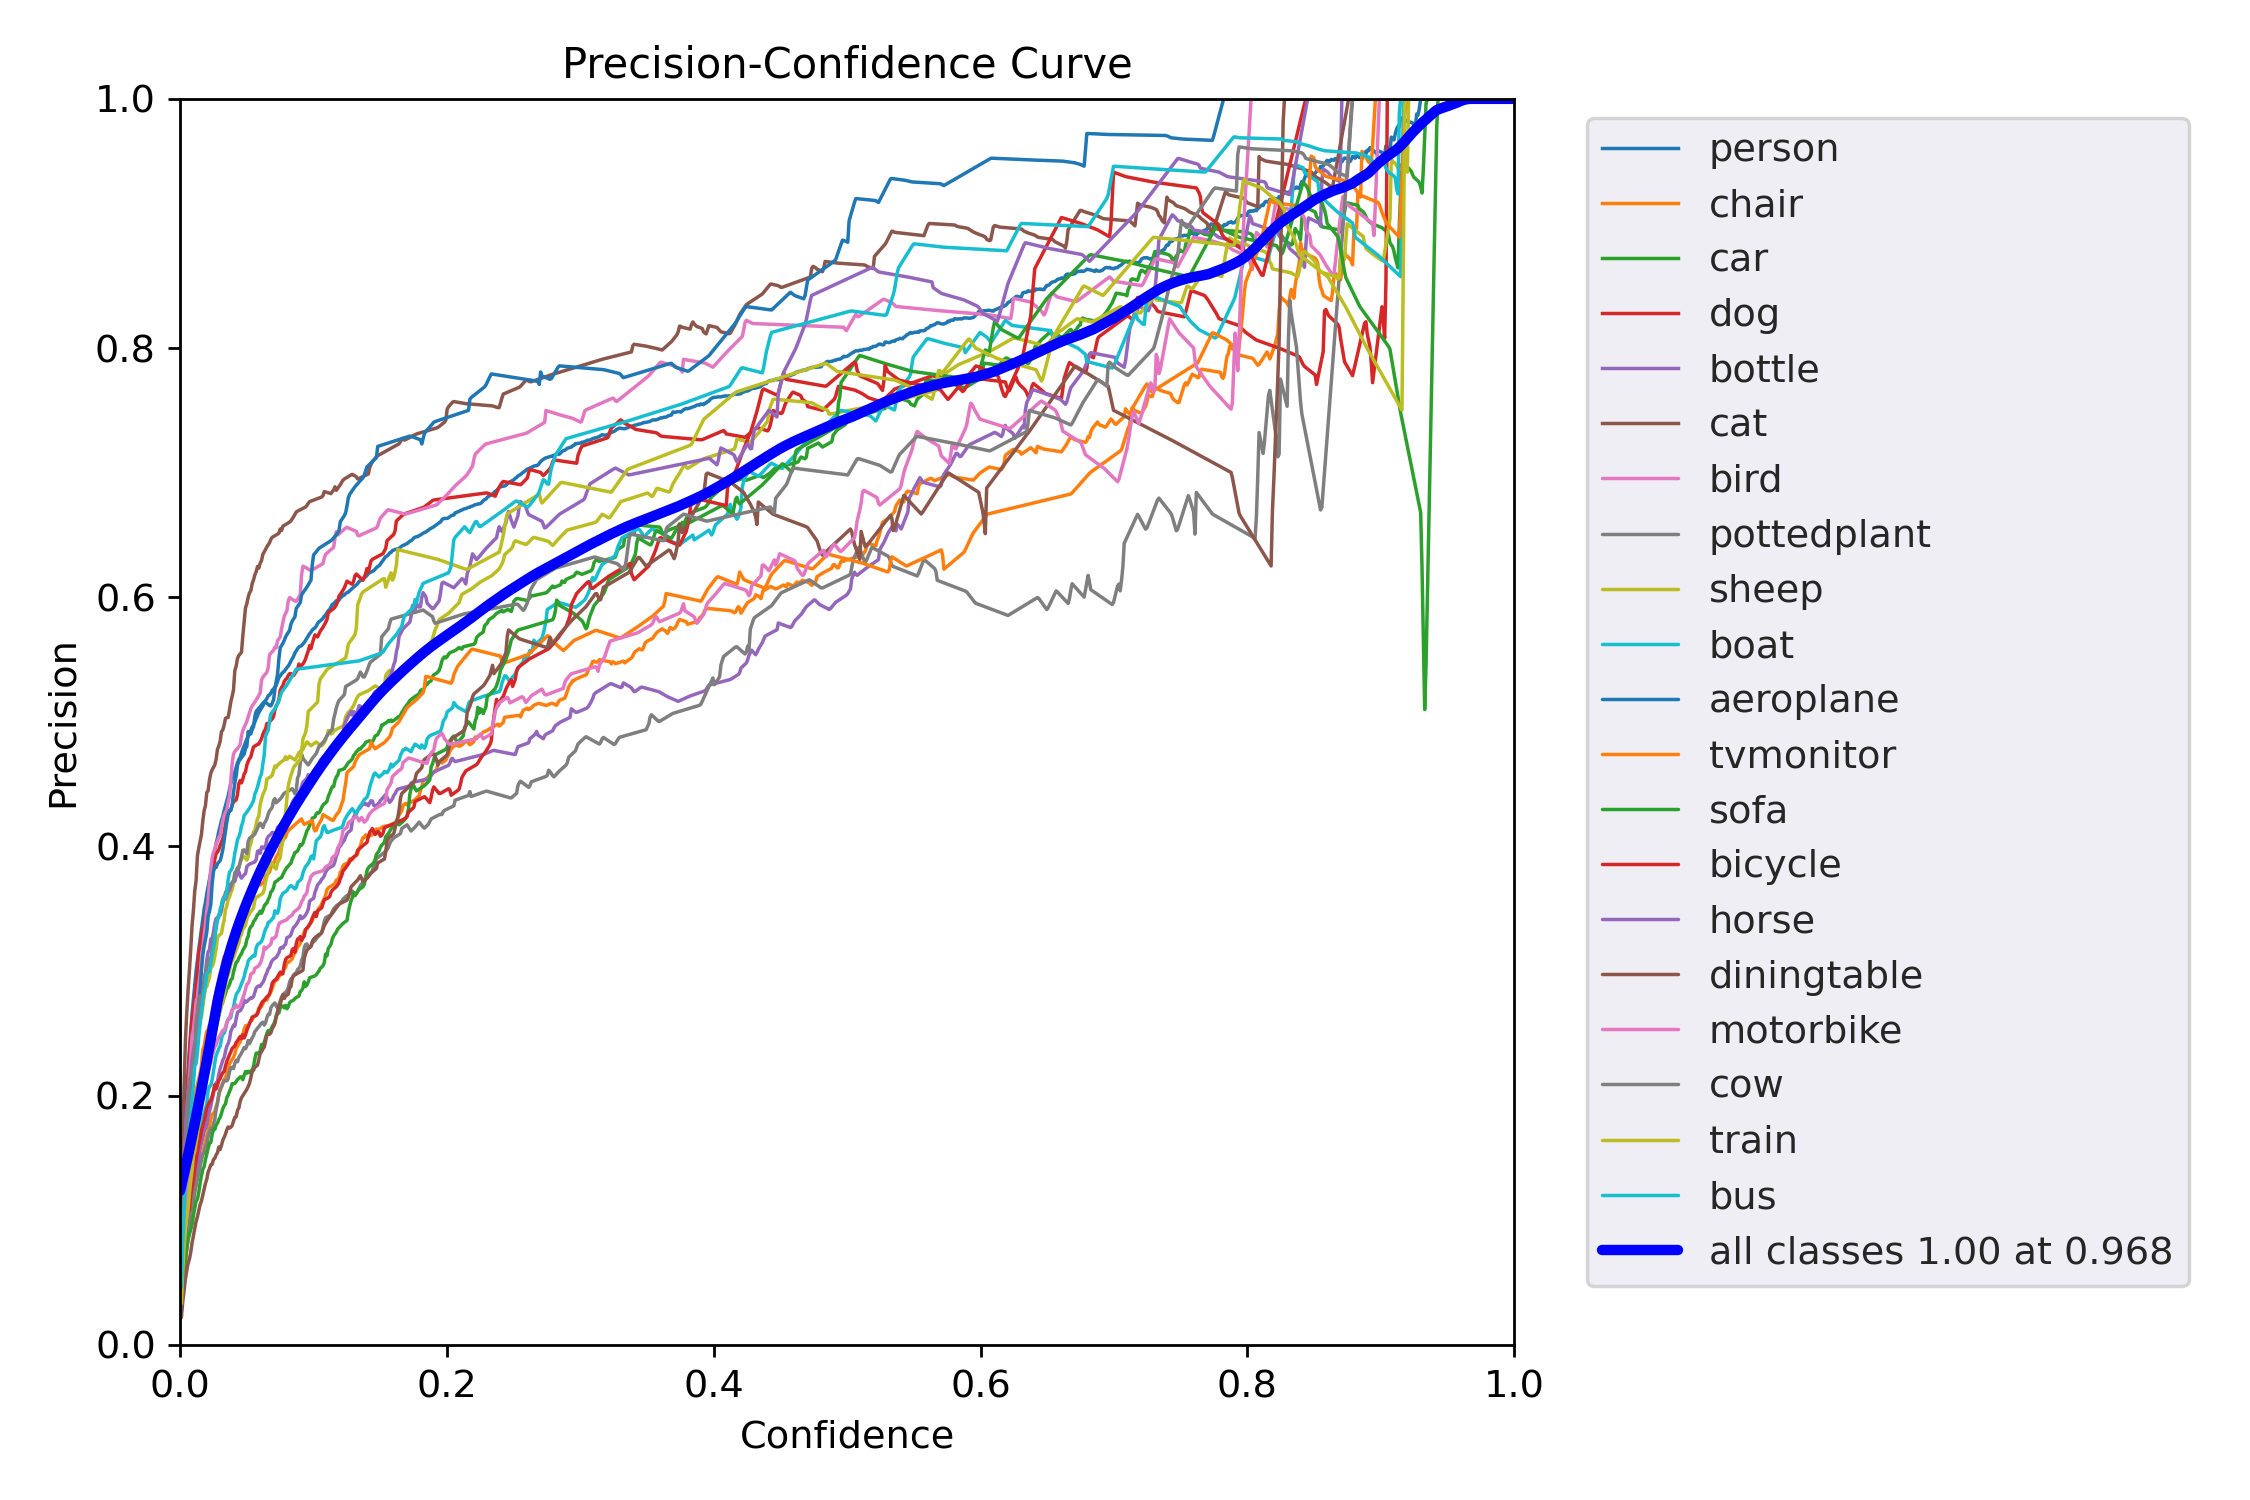 Precision-Confidence Curve
1.0
0.8
0.6
0.4
0.2
0.0
Precision
0.0 0.2 0.4 0.6 0.8 1.0
Confidence
person
chair
car
dog
bottle
cat
bird
pottedplant
sheep
boat
aeroplane
tvmonitor
sofa
bicycle
horse
diningtable
motorbike
cow
train
bus
all classes 1.00 at 0.968